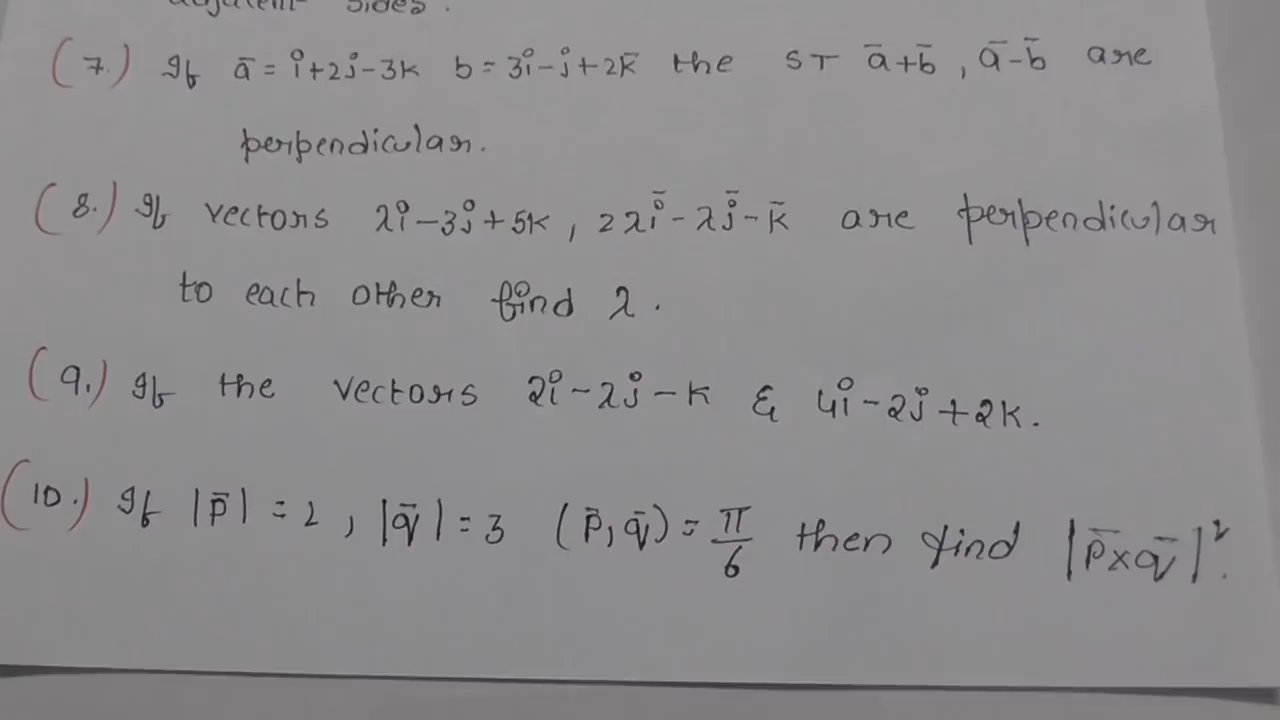 adjacent sides.
(7.) If ā = i+2j-3k b = 3i-j+2k̄ the ST ā+b̄, ā-b̄ are
perpendicular.
(8.) If vectors λi-3j+5k, 2λī-λj̄-k̄ are perpendicular
to each other find λ.
(9.) If the vectors 2i-λj-k & 4i-2j+2k.
(10.) If |p̄| = 2, |q̄| = 3 (p̄,q̄) = π/6 then find |p̄×q̄|².